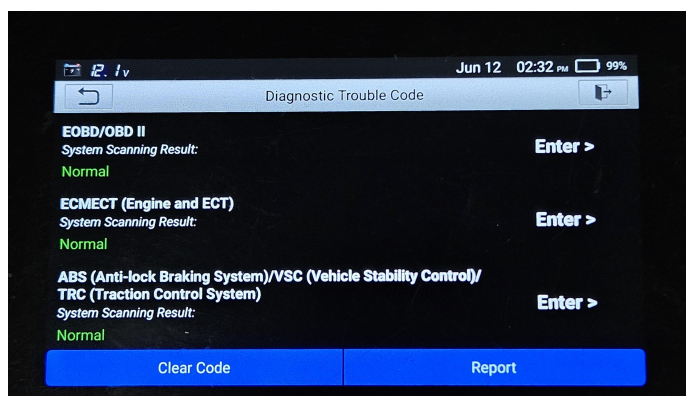 12.1v
Jun 12 02:32 PM 99%
Diagnostic Trouble Code
EOBD/OBD II
System Scanning Result:
Enter >
Normal
ECMECT (Engine and ECT)
System Scanning Result:
Enter >
Normal
ABS (Anti-lock Braking System)/VSC (Vehicle Stability Control)/
TRC (Traction Control System)
System Scanning Result:
Enter >
Normal
Clear Code
Report